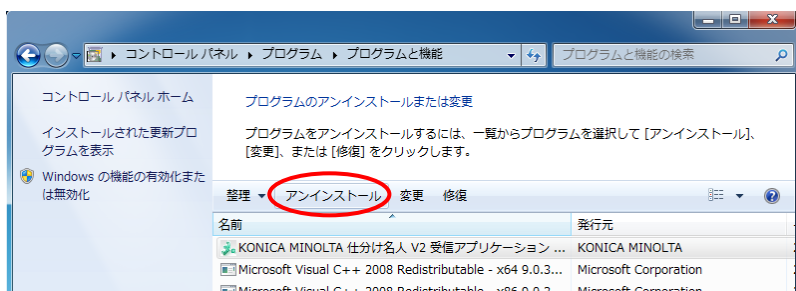 コントロール パネル ▸ プログラム ▸ プログラムと機能
プログラムと機能の検索
コントロール パネル ホーム
インストールされた更新プロ
グラムを表示
Windows の機能の有効化また
は無効化
プログラムのアンインストールまたは変更
プログラムをアンインストールするには、一覧からプログラムを選択して [アンインストール]、
[変更]、または [修復] をクリックします。
整理 アンインストール 変更 修復
名前 発行元
KONICA MINOLTA 仕分け名人 V2 受信アプリケーション ... KONICA MINOLTA
Microsoft Visual C++ 2008 Redistributable - x64 9.0.3... Microsoft Corporation
Microsoft Visual C++ 2008 Redistributable - x86 9.0.3... Microsoft Corporation